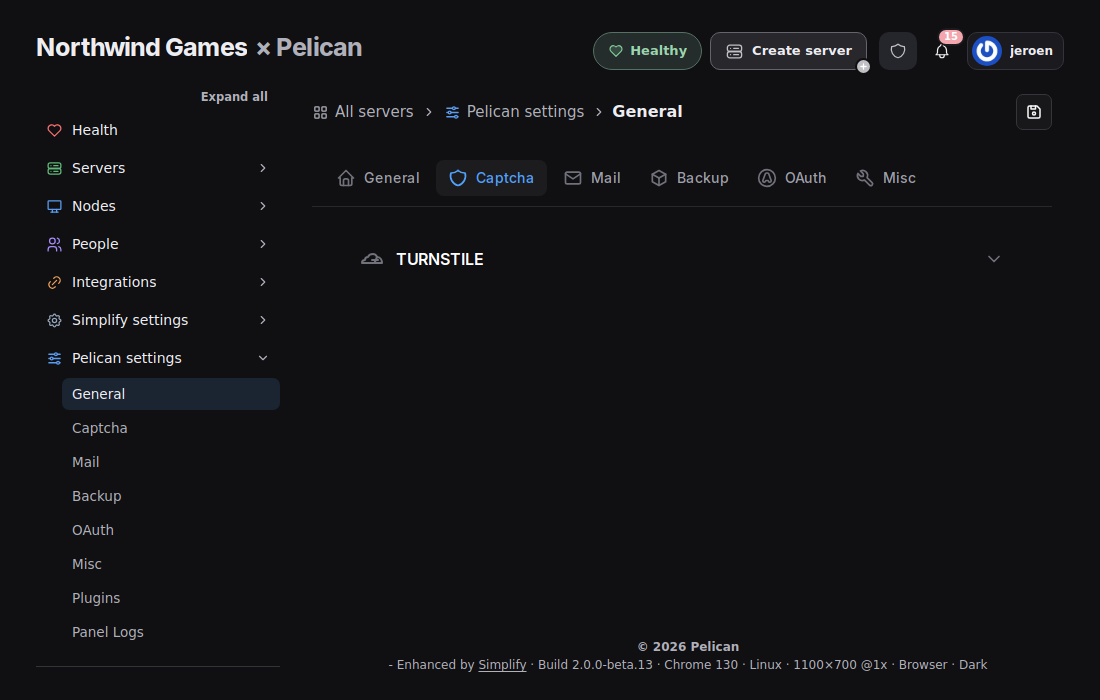 Northwind Games × Pelican
Healthy
Create server
15
jeroen
Expand all
Health
Servers
Nodes
People
Integrations
Simplify settings
Pelican settings
General
Captcha
Mail
Backup
OAuth
Misc
Plugins
Panel Logs
All servers > Pelican settings > General
General Captcha Mail Backup OAuth Misc
TURNSTILE
© 2026 Pelican
- Enhanced by Simplify · Build 2.0.0-beta.13 · Chrome 130 · Linux · 1100×700 @1x · Browser · Dark